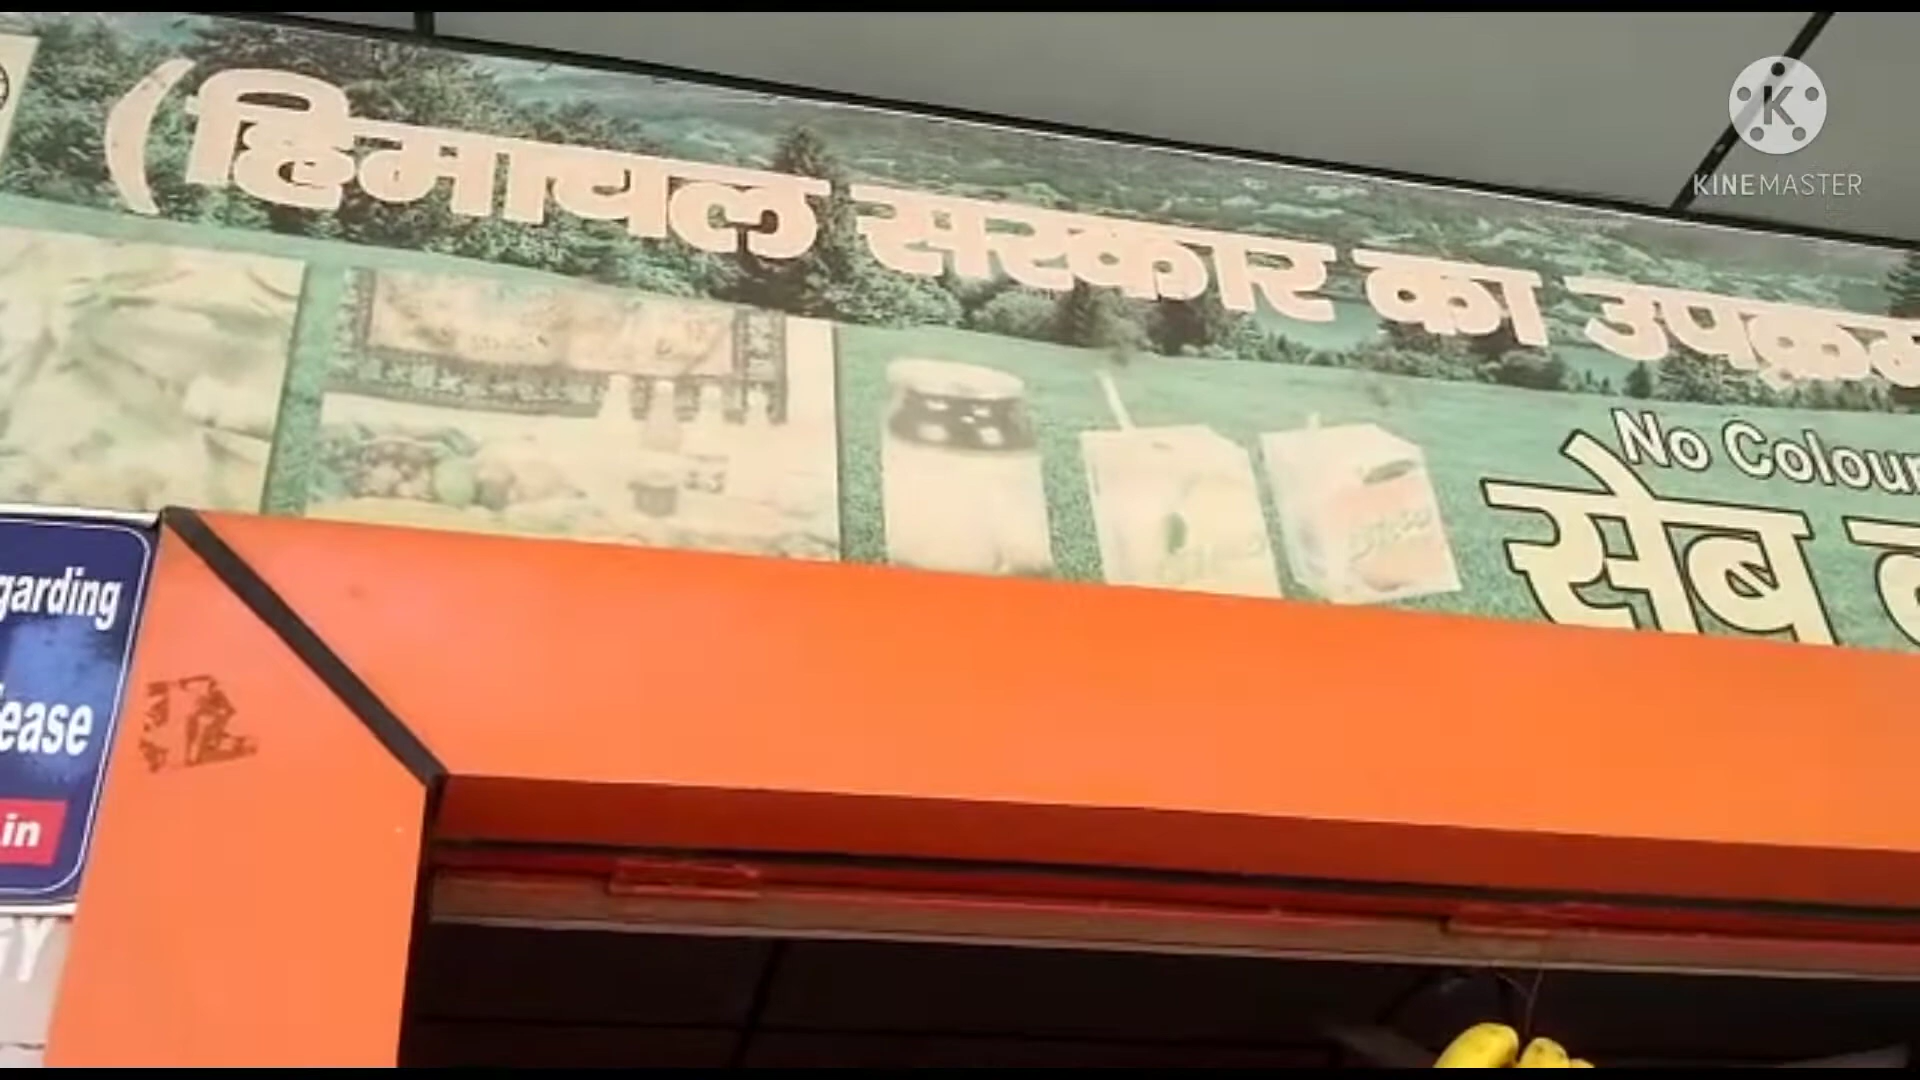 (हिमाचल सरकार का उपक्रम
No Colour
सेब
garding
ease
.in
KINEMASTER